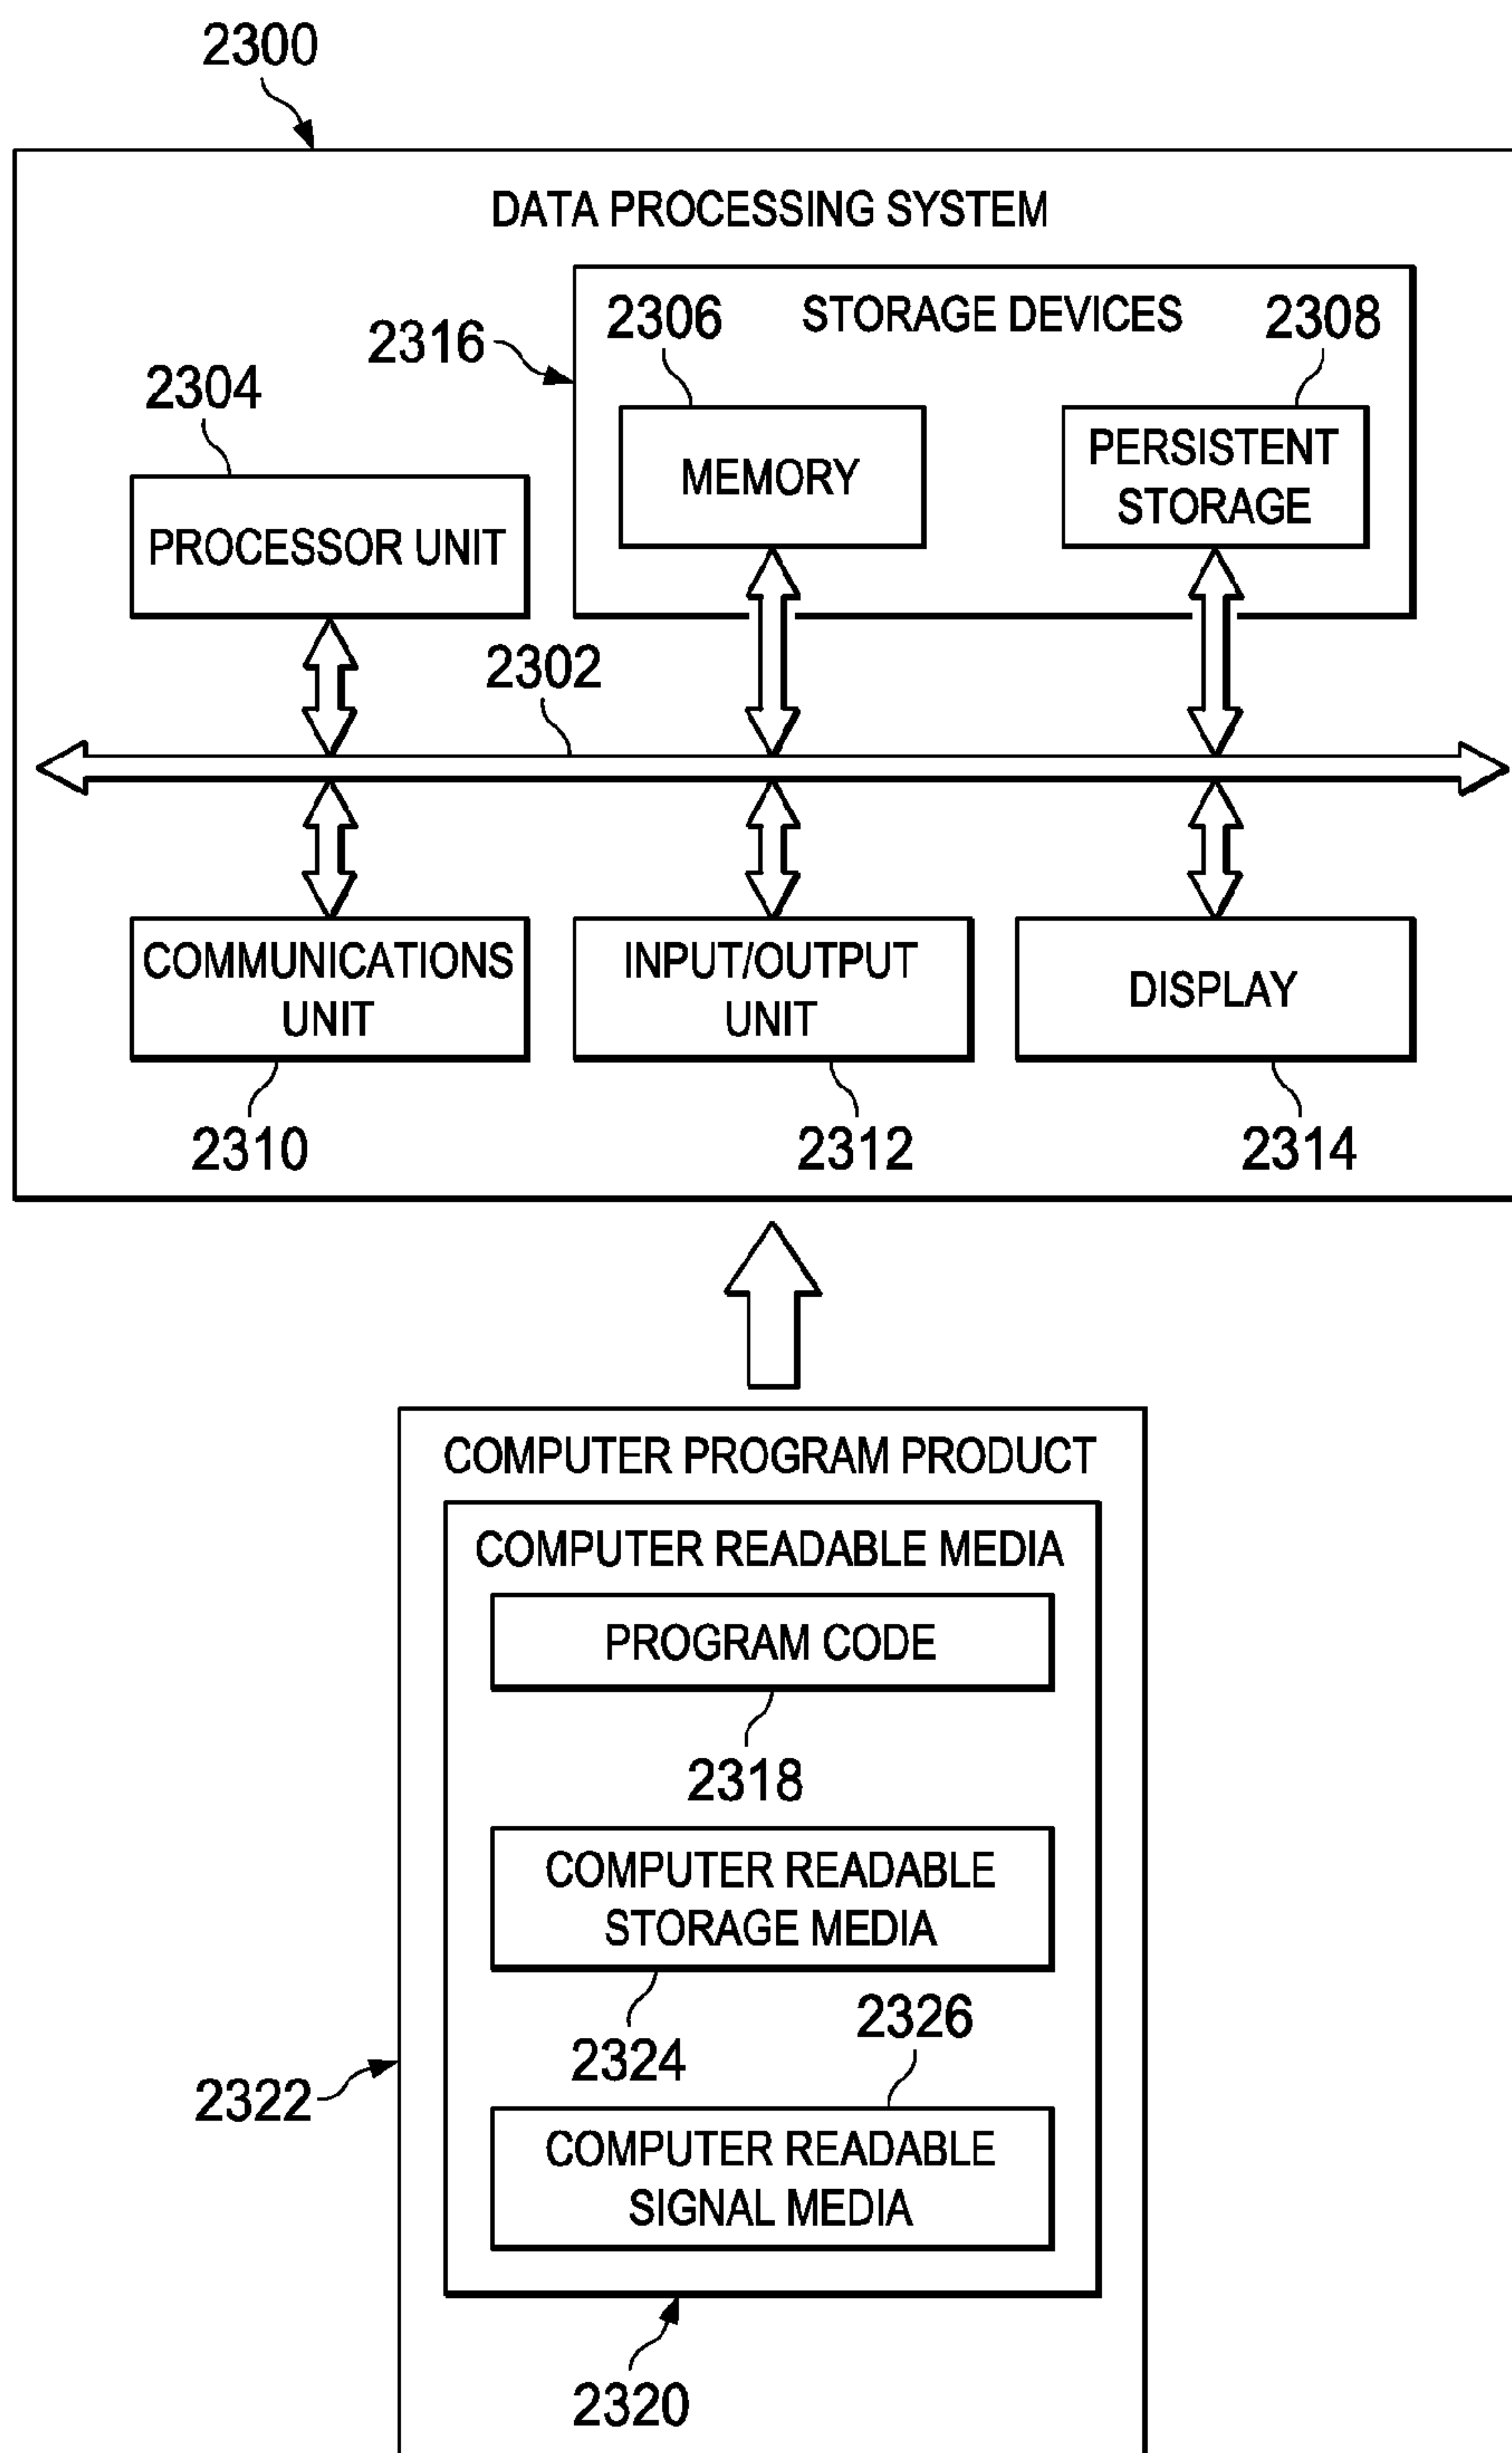 2300
DATA PROCESSING SYSTEM
2316
2306
STORAGE DEVICES
2308
2304
MEMORY
PERSISTENT
STORAGE
PROCESSOR UNIT
2302
COMMUNICATIONS
UNIT
INPUT/OUTPUT
UNIT
DISPLAY
2310
2312
2314
COMPUTER PROGRAM PRODUCT
COMPUTER READABLE MEDIA
PROGRAM CODE
2318
COMPUTER READABLE
STORAGE MEDIA
2324
2326
2322
COMPUTER READABLE
SIGNAL MEDIA
2320